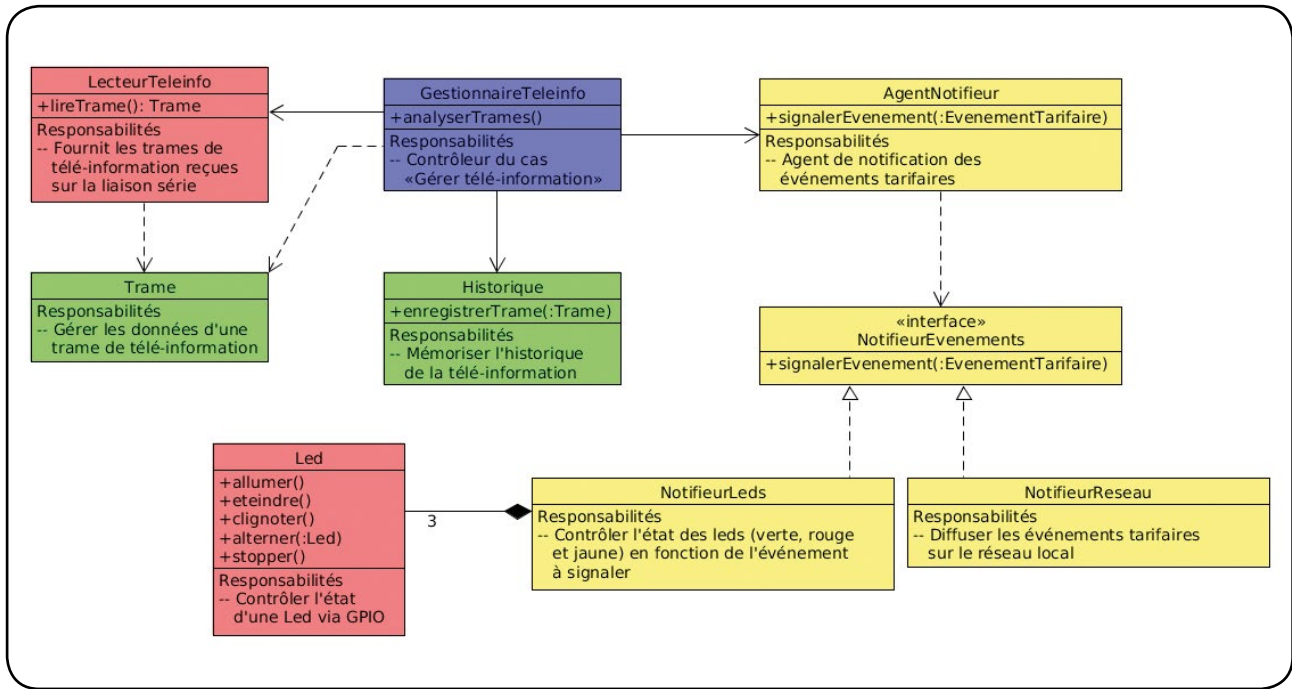 LecteurTeleinfo
+lireTrame(): Trame
Responsabilités
-- Fournit les trames de
télé-information reçues
sur la liaison série
GestionnaireTeleinfo
+analyserTrames()
Responsabilités
-- Contrôleur du cas
«Gérer télé-information»
AgentNotifieur
+signalerEvenement(:EvenementTarifaire)
Responsabilités
-- Agent de notification des
événements tarifaires
Trame
Responsabilités
-- Gérer les données d'une
trame de télé-information
Historique
+enregistrerTrame(:Trame)
Responsabilités
-- Mémoriser l'historique
de la télé-information
«interface»
NotifieurEvenements
+signalerEvenement(:EvenementTarifaire)
Led
+allumer()
+eteindre()
+clignoter()
+alterner(:Led)
+stopper()
Responsabilités
-- Contrôler l'état
d'une Led via GPIO
3
NotifieurLeds
Responsabilités
-- Contrôler l'état des leds (verte, rouge
et jaune) en fonction de l'événement
à signaler
NotifieurReseau
Responsabilités
-- Diffuser les événements tarifaires
sur le réseau local